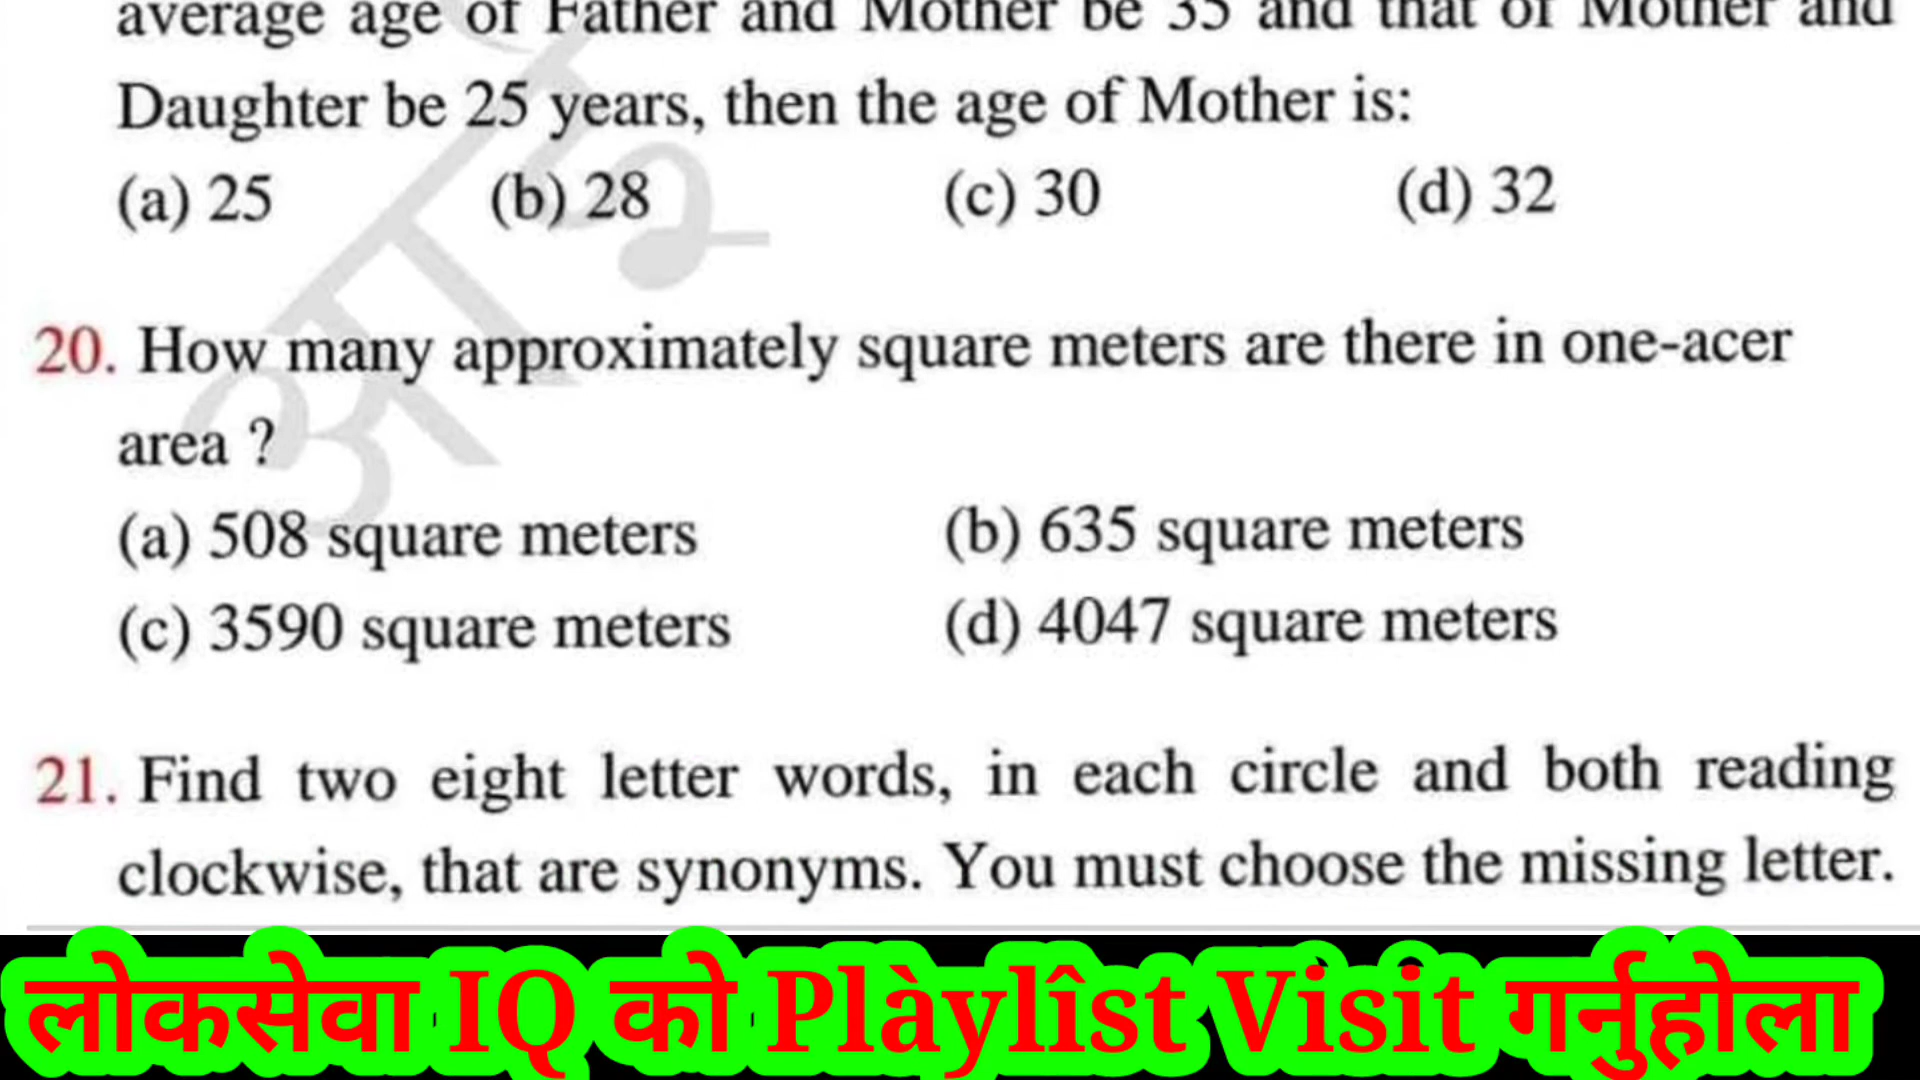 average age of Father and Mother be 35 and that of Mother and
Daughter be 25 years, then the age of Mother is:
(a) 25 (b) 28 (c) 30 (d) 32
20. How many approximately square meters are there in one-acer
area ?
(a) 508 square meters (b) 635 square meters
(c) 3590 square meters (d) 4047 square meters
21. Find two eight letter words, in each circle and both reading
clockwise, that are synonyms. You must choose the missing letter.
लोकसेवा IQ को Plàylîst Visit गर्नुहोला